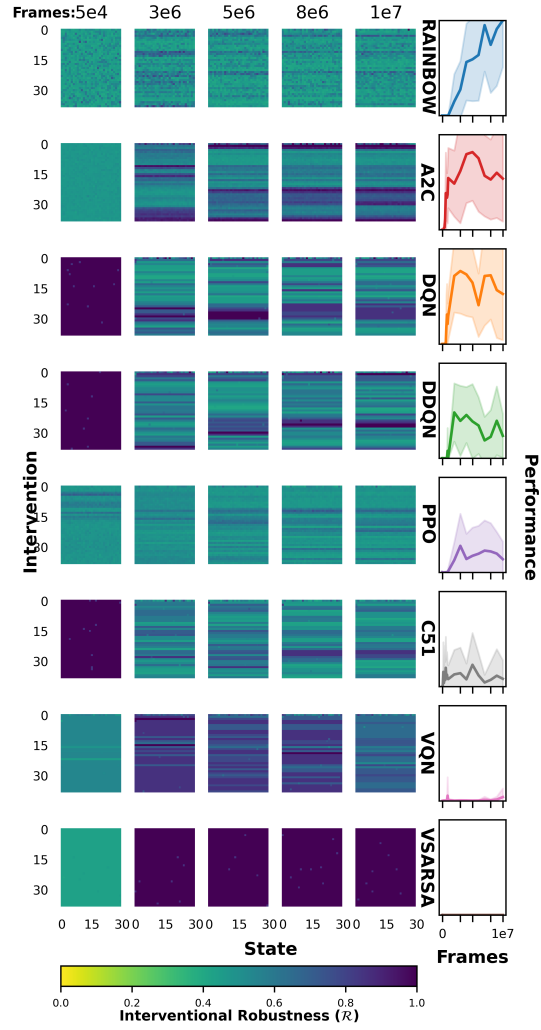 Frames: 5e4 3e6 5e6 8e6 1e7
0
15
30
RAINBOW
0
15
30
A2C
0
15
30
DQN
0
15
30
DDQN
0
15
30
PPO
0
15
30
C51
0
15
30
VQN
0
15
30
VSARSA
Intervention
Performance
0 15 30 0 15 30 0 15 30 0 15 30 0 15 30
0 1e7
State
Frames
0.0 0.2 0.4 0.6 0.8 1.0
Interventional Robustness (ℛ)